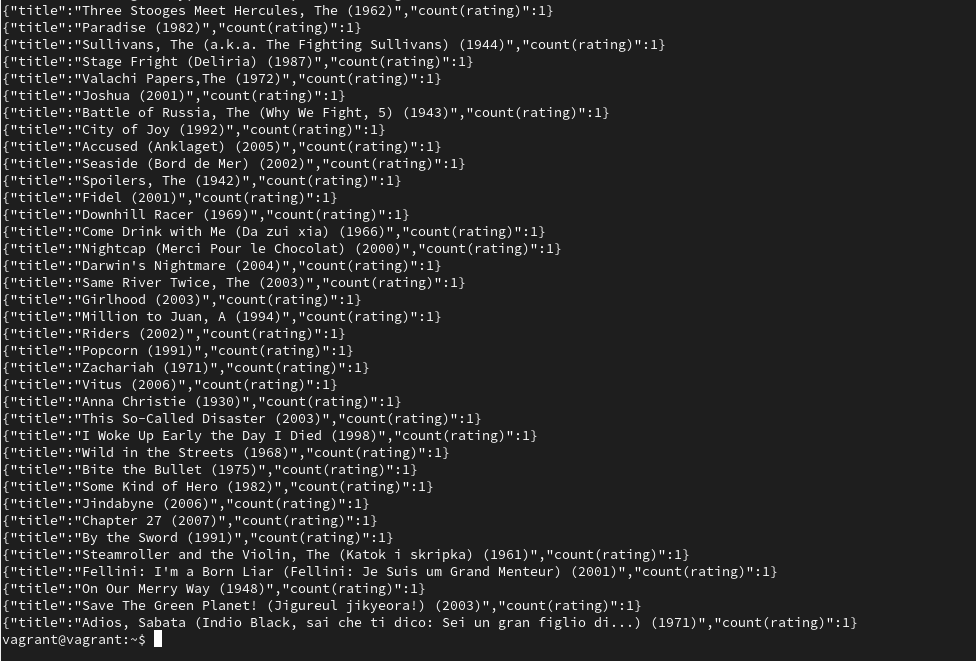 {"title":"Three Stooges Meet Hercules, The (1962)","count(rating)":1}
{"title":"Paradise (1982)","count(rating)":1}
{"title":"Sullivans, The (a.k.a. The Fighting Sullivans) (1944)","count(rating)":1}
{"title":"Stage Fright (Deliria) (1987)","count(rating)":1}
{"title":"Valachi Papers,The (1972)","count(rating)":1}
{"title":"Joshua (2001)","count(rating)":1}
{"title":"Battle of Russia, The (Why We Fight, 5) (1943)","count(rating)":1}
{"title":"City of Joy (1992)","count(rating)":1}
{"title":"Accused (Anklaget) (2005)","count(rating)":1}
{"title":"Seaside (Bord de Mer) (2002)","count(rating)":1}
{"title":"Spoilers, The (1942)","count(rating)":1}
{"title":"Fidel (2001)","count(rating)":1}
{"title":"Downhill Racer (1969)","count(rating)":1}
{"title":"Come Drink with Me (Da zui xia) (1966)","count(rating)":1}
{"title":"Nightcap (Merci Pour le Chocolat) (2000)","count(rating)":1}
{"title":"Darwin's Nightmare (2004)","count(rating)":1}
{"title":"Same River Twice, The (2003)","count(rating)":1}
{"title":"Girlhood (2003)","count(rating)":1}
{"title":"Million to Juan, A (1994)","count(rating)":1}
{"title":"Riders (2002)","count(rating)":1}
{"title":"Popcorn (1991)","count(rating)":1}
{"title":"Zachariah (1971)","count(rating)":1}
{"title":"Vitus (2006)","count(rating)":1}
{"title":"Anna Christie (1930)","count(rating)":1}
{"title":"This So-Called Disaster (2003)","count(rating)":1}
{"title":"I Woke Up Early the Day I Died (1998)","count(rating)":1}
{"title":"Wild in the Streets (1968)","count(rating)":1}
{"title":"Bite the Bullet (1975)","count(rating)":1}
{"title":"Some Kind of Hero (1982)","count(rating)":1}
{"title":"Jindabyne (2006)","count(rating)":1}
{"title":"Chapter 27 (2007)","count(rating)":1}
{"title":"By the Sword (1991)","count(rating)":1}
{"title":"Steamroller and the Violin, The (Katok i skripka) (1961)","count(rating)":1}
{"title":"Fellini: I'm a Born Liar (Fellini: Je Suis um Grand Menteur) (2001)","count(rating)":1}
{"title":"On Our Merry Way (1948)","count(rating)":1}
{"title":"Save The Green Planet! (Jigureul jikyeora!) (2003)","count(rating)":1}
{"title":"Adios, Sabata (Indio Black, sai che ti dico: Sei un gran figlio di...) (1971)","count(rating)":1}
vagrant@vagrant:~$